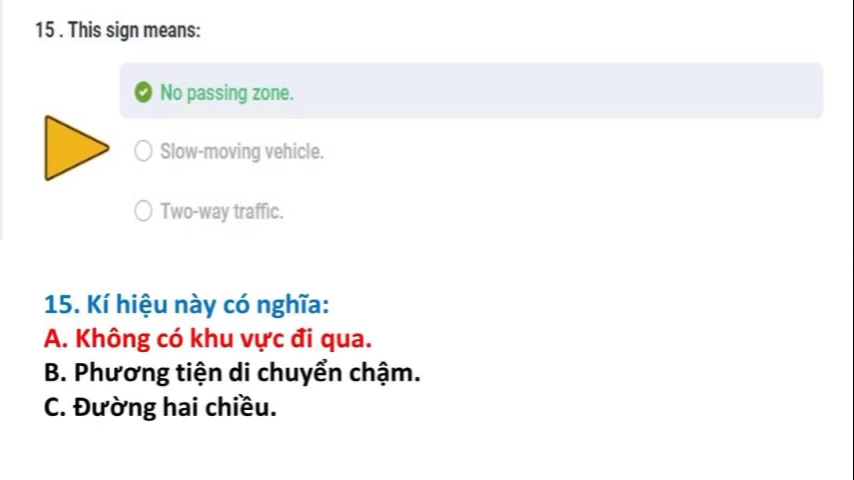 15 . This sign means:
No passing zone.
Slow-moving vehicle.
Two-way traffic.
15. Kí hiệu này có nghĩa:
A. Không có khu vực đi qua.
B. Phương tiện di chuyển chậm.
C. Đường hai chiều.